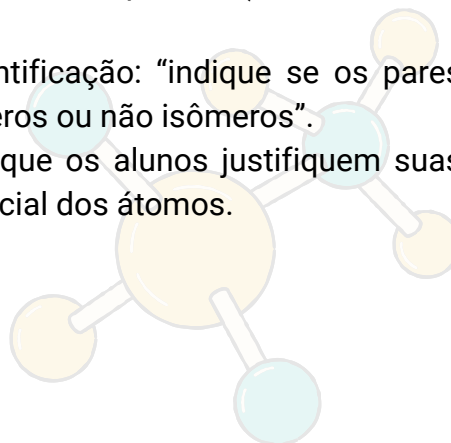 ntificação: “indique se os pares
eros ou não isômeros”.
que os alunos justifiquem suas
cial dos átomos.